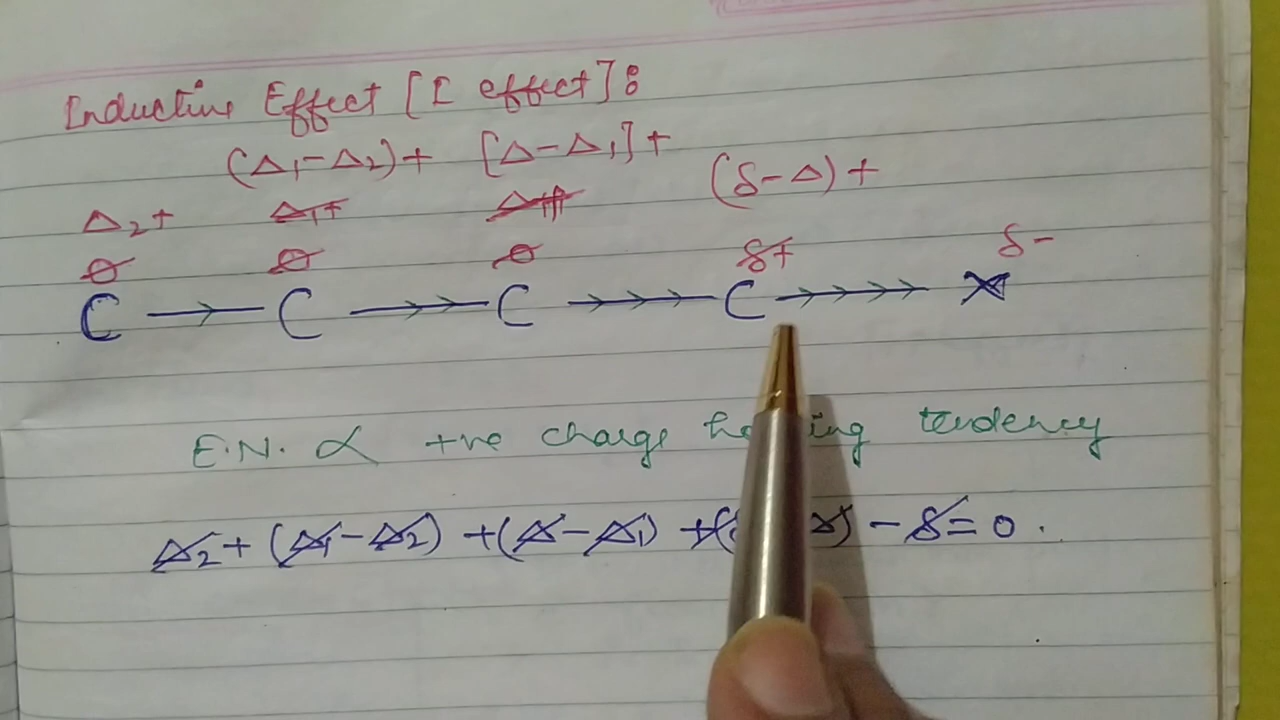 Inductive Effect [I effect]:
(Δ₁-Δ₂)+ [Δ-Δ₁]+ (δ-Δ)+
Δ₂+ Δ₁+
0 0 0 δ+ δ-
C C C C X
E.N. ∝ +ve charge tendency
Δ₂+ (Δ₁-Δ₂) +(Δ-Δ₁) +( Δ) - δ = 0.